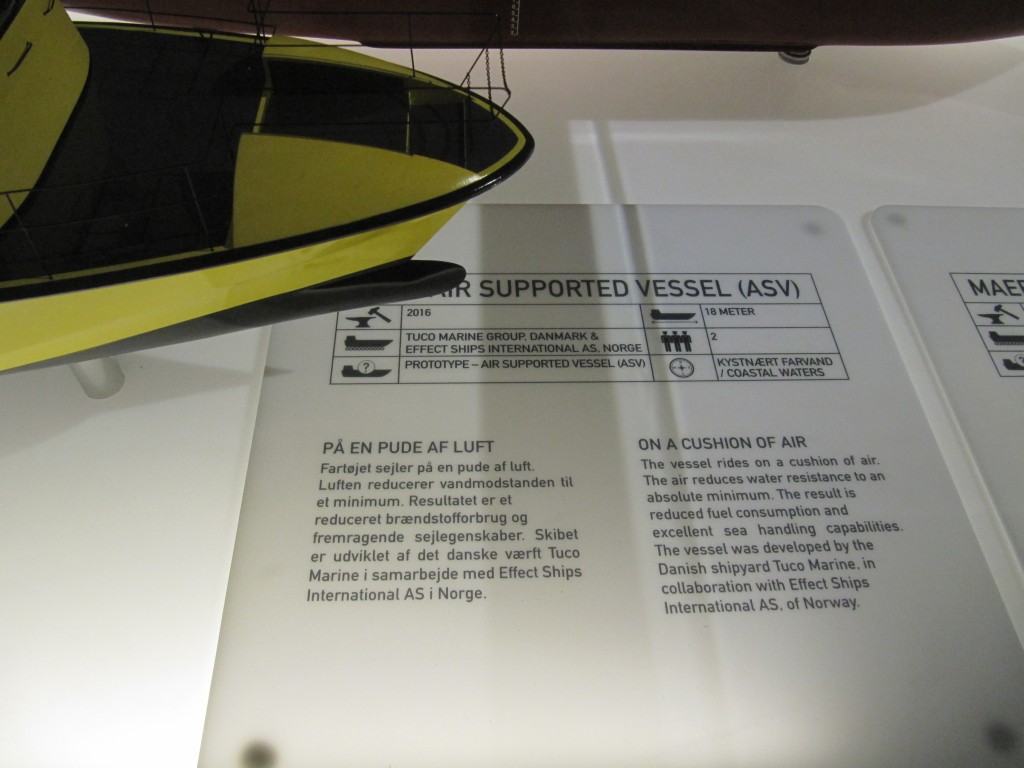 AIR SUPPORTED VESSEL (ASV)
2016
18 METER
TUCO MARINE GROUP, DANMARK &
EFFECT SHIPS INTERNATIONAL AS, NORGE
2
?
PROTOTYPE – AIR SUPPORTED VESSEL (ASV)
KYSTNÆRT FARVAND
/ COASTAL WATERS
PÅ EN PUDE AF LUFT
Fartøjet sejler på en pude af luft.
Luften reducerer vandmodstanden til
et minimum. Resultatet er et
reduceret brændstofforbrug og
fremragende sejlegenskaber. Skibet
er udviklet af det danske værft Tuco
Marine i samarbejde med Effect Ships
International AS i Norge.
ON A CUSHION OF AIR
The vessel rides on a cushion of air.
The air reduces water resistance to an
absolute minimum. The result is
reduced fuel consumption and
excellent sea handling capabilities.
The vessel was developed by the
Danish shipyard Tuco Marine, in
collaboration with Effect Ships
International AS, of Norway.
?